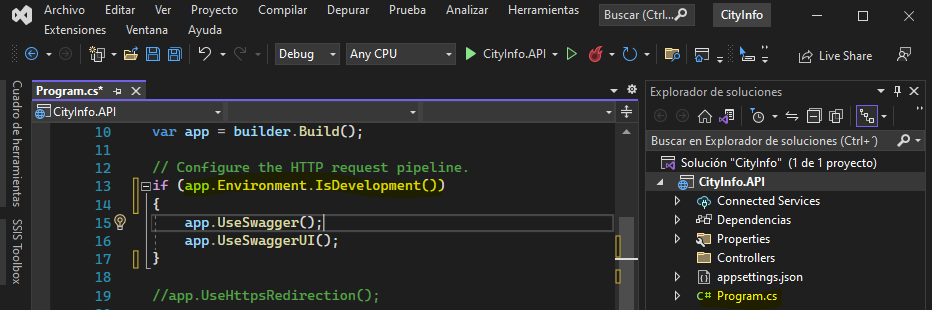 Archivo Editar Ver Proyecto Compilar Depurar Prueba Analizar Herramientas Buscar (Ctrl... CityInfo
Extensiones Ventana Ayuda
Debug Any CPU CityInfo.API Live Share
Cuadro de herramientas
SSIS Toolbox
Program.cs*
CityInfo.API
10 var app = builder.Build();
11
12 // Configure the HTTP request pipeline.
13 if (app.Environment.IsDevelopment())
14 {
15 app.UseSwagger();
16 app.UseSwaggerUI();
17 }
18
19 //app.UseHttpsRedirection();
Explorador de soluciones
Buscar en Explorador de soluciones (Ctrl+´)
Solución "CityInfo" (1 de 1 proyecto)
CityInfo.API
Connected Services
Dependencias
Properties
Controllers
appsettings.json
C# Program.cs